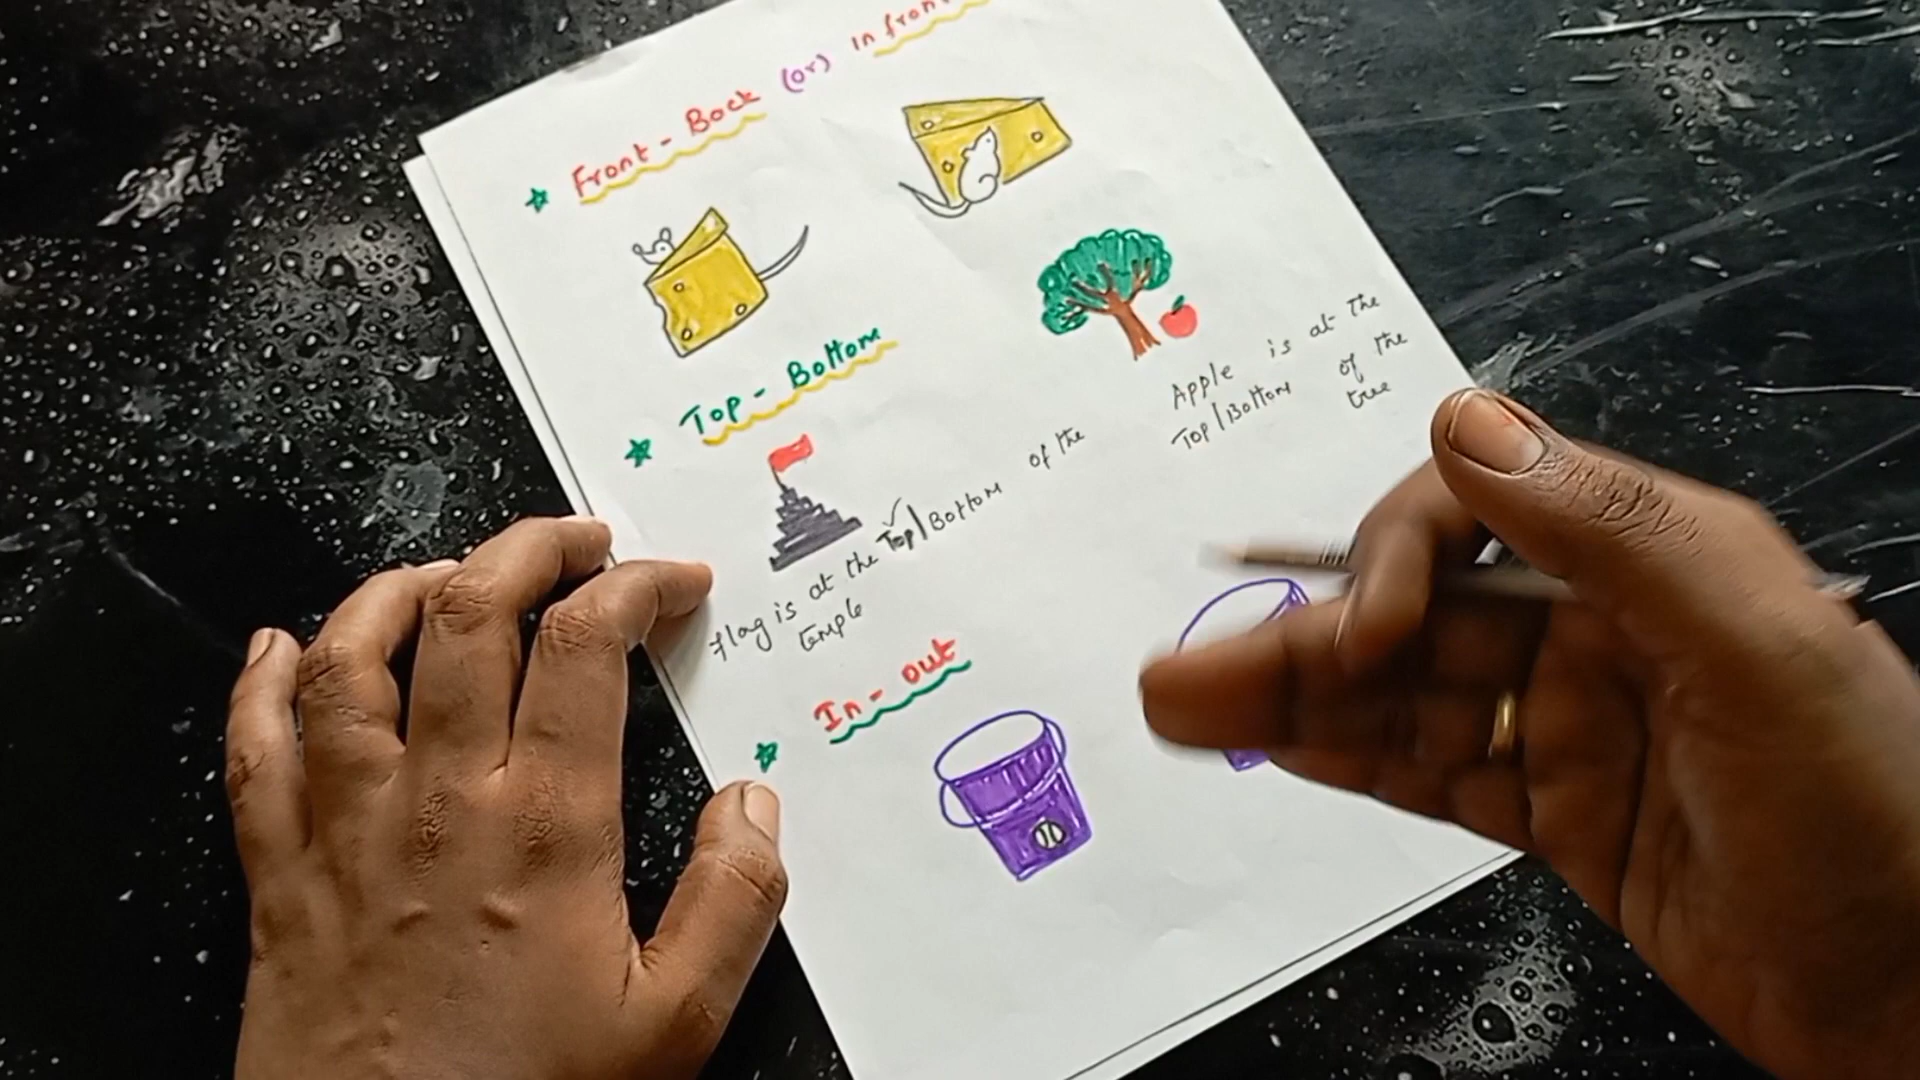 Front - Back (or) In front
Top - Bottom
Flag is at the Top/Bottom of the
temple
Apple is at the
Top/Bottom of the
tree
In - out